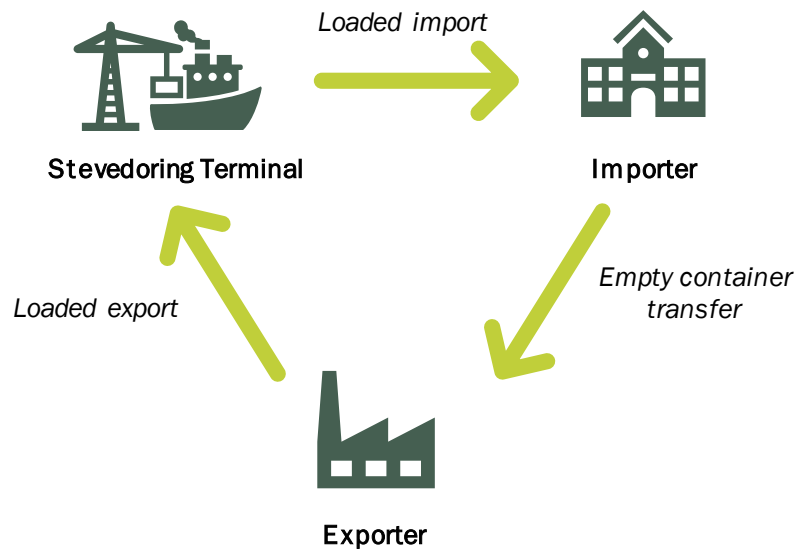 Loaded import
Stevedoring Terminal
Importer
Empty container
transfer
Loaded export
Exporter